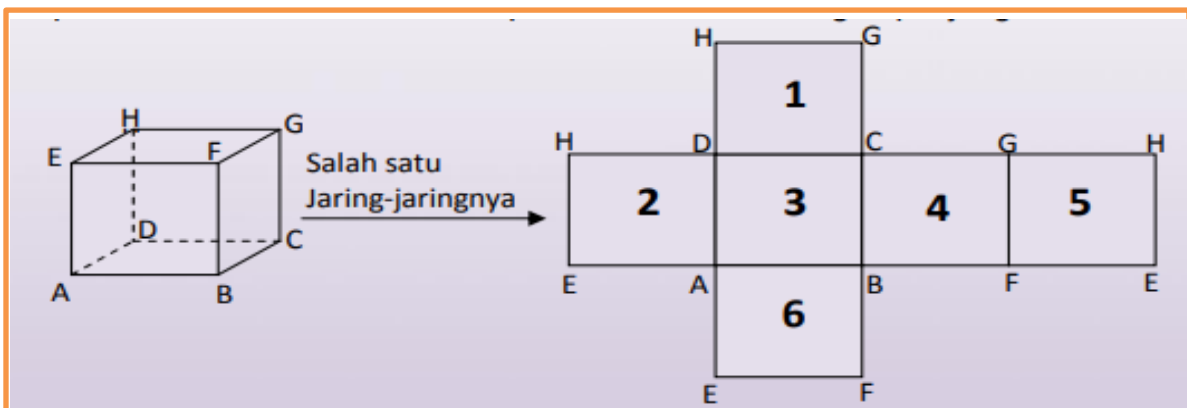 H G
E F
D C
A B
Salah satu
Jaring-jaringnya
H G
1
H D C G H
2 3 4 5
E A B F E
6
E F